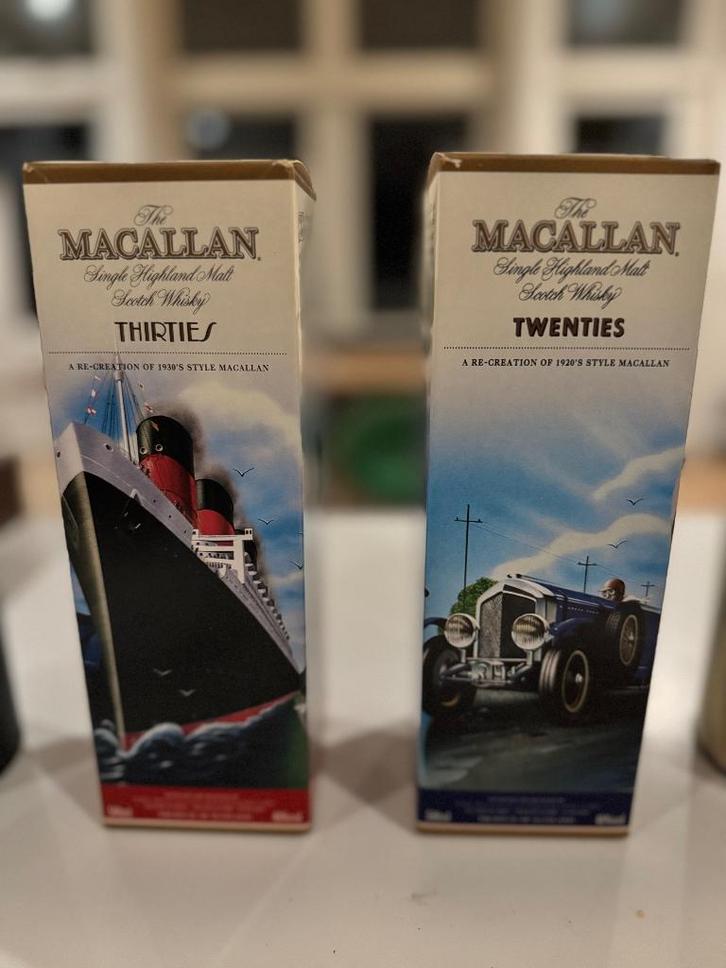 The
MACALLAN®
Single Highland Malt
Scotch Whisky
THIRTIES
A RE-CREATION OF 1930'S STYLE MACALLAN
The
MACALLAN®
Single Highland Malt
Scotch Whisky
TWENTIES
A RE-CREATION OF 1920'S STYLE MACALLAN